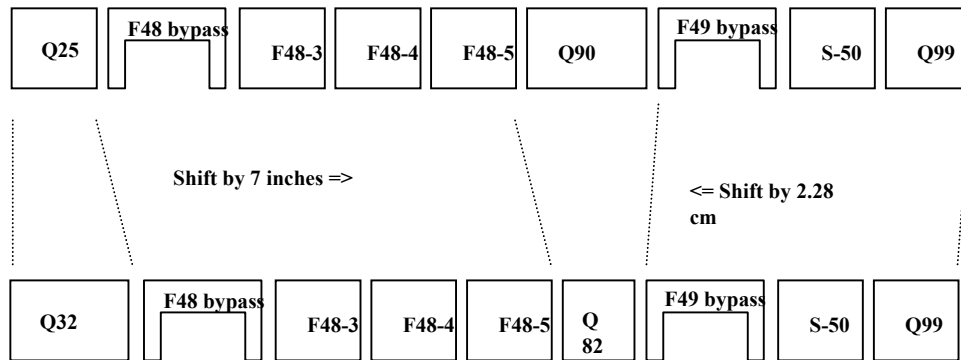 Q25
F48 bypass
F48-3
F48-4
F48-5
Q90
F49 bypass
S-50
Q99
Shift by 7 inches =>
<= Shift by 2.28
cm
Q32
F48 bypass
F48-3
F48-4
F48-5
Q
82
F49 bypass
S-50
Q99